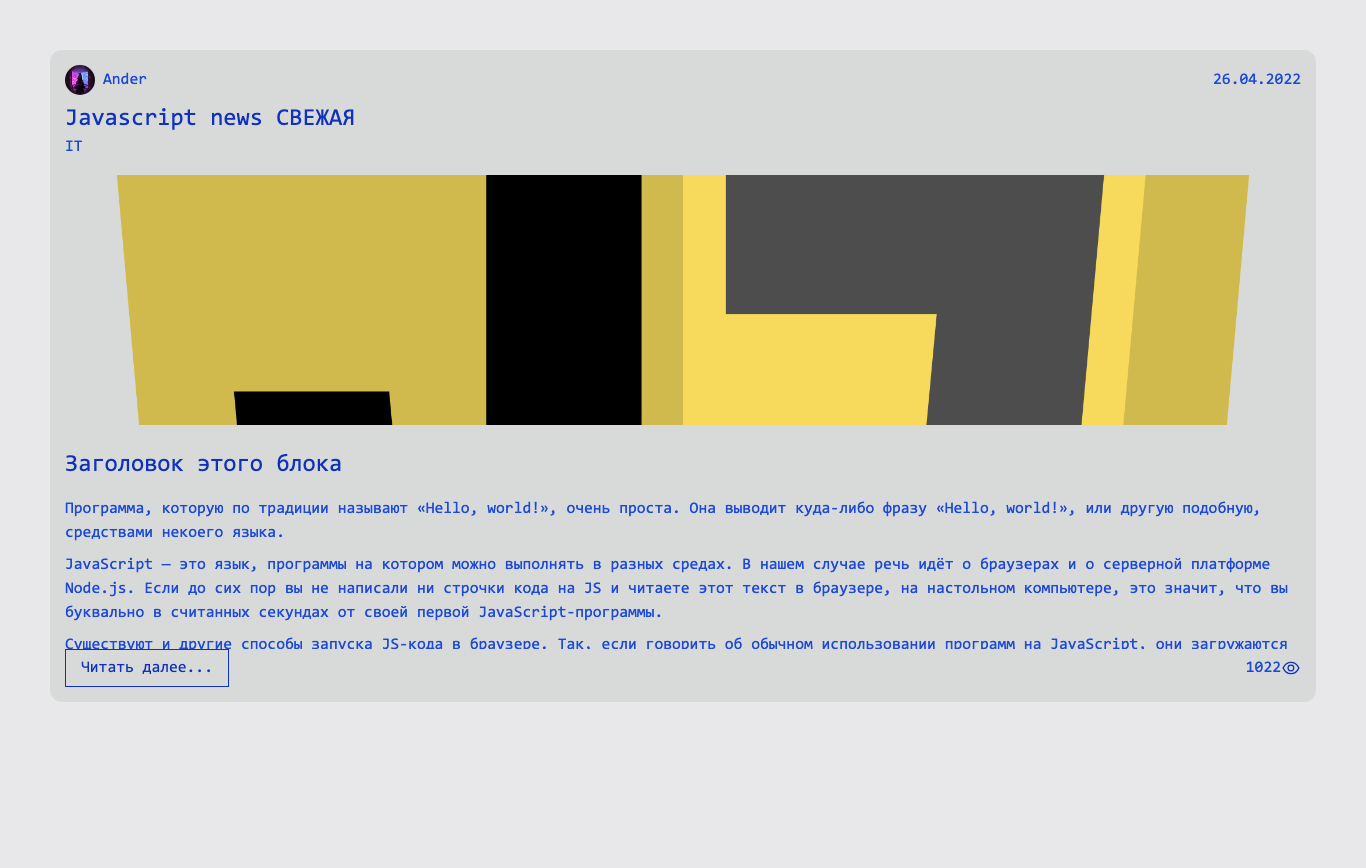 Ander
26.04.2022
Javascript news СВЕЖАЯ
IT
Заголовок этого блока
Программа, которую по традиции называют «Hello, world!», очень проста. Она выводит куда-либо фразу «Hello, world!», или другую подобную,
средствами некоего языка.
JavaScript — это язык, программы на котором можно выполнять в разных средах. В нашем случае речь идёт о браузерах и о серверной платформе
Node.js. Если до сих пор вы не написали ни строчки кода на JS и читаете этот текст в браузере, на настольном компьютере, это значит, что вы
буквально в считанных секундах от своей первой JavaScript-программы.
Существуют и другие способы запуска JS-кода в браузере. Так, если говорить об обычном использовании программ на JavaScript, они загружаются
Читать далее...
1022